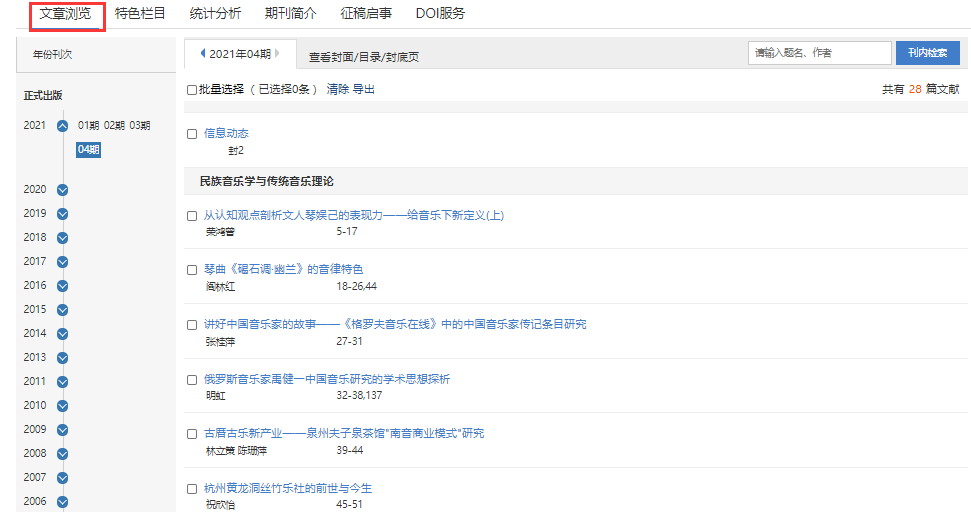 文章浏览 特色栏目 统计分析 期刊简介 征稿启事 DOI服务
年份刊次
2021年04期 查看封面/目录/封底页 请输入题名、作者 刊内检索
正式出版
批量选择 （已选择0条） 清除 导出 共有 28 篇文献
2021 01期 02期 03期
04期
信息动态
封2
民族音乐学与传统音乐理论
2020
2019
2018
2017
2016
2015
2014
2013
2011
2010
2009
2008
2007
2006
从认知观点剖析文人琴娱己的表现力——给音乐下新定义(上)
荣鸿曾 5-17
琴曲《碣石调·幽兰》的音律特色
阎林红 18-26,44
讲好中国音乐家的故事——《格罗夫音乐在线》中的中国音乐家传记条目研究
张桂萍 27-31
俄罗斯音乐家禹健一中国音乐研究的学术思想探析
明虹 32-38,137
古厝古乐新产业——泉州夫子泉茶馆"南音商业模式"研究
林立策 陈珊萍 39-44
杭州黄龙洞丝竹乐社的前世与今生
祝欣怡 45-51